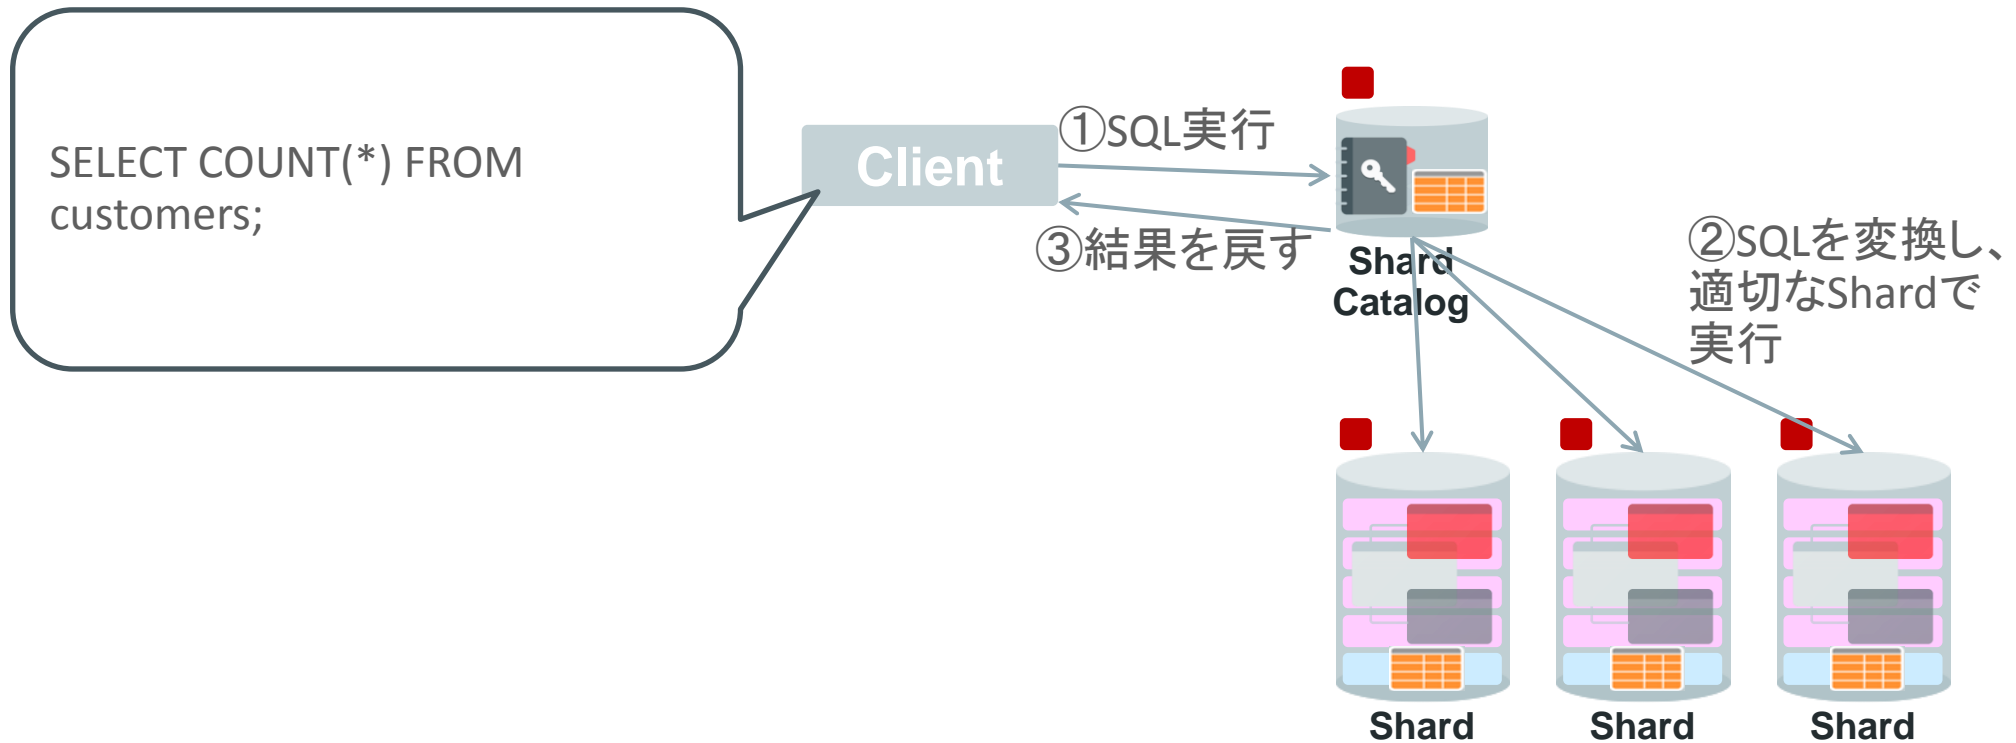 SELECT COUNT(*) FROM
customers;
Client
①SQL実行
③結果を戻す
Shard
Catalog
②SQLを変換し、
適切なShardで
実行
Shard
Shard
Shard